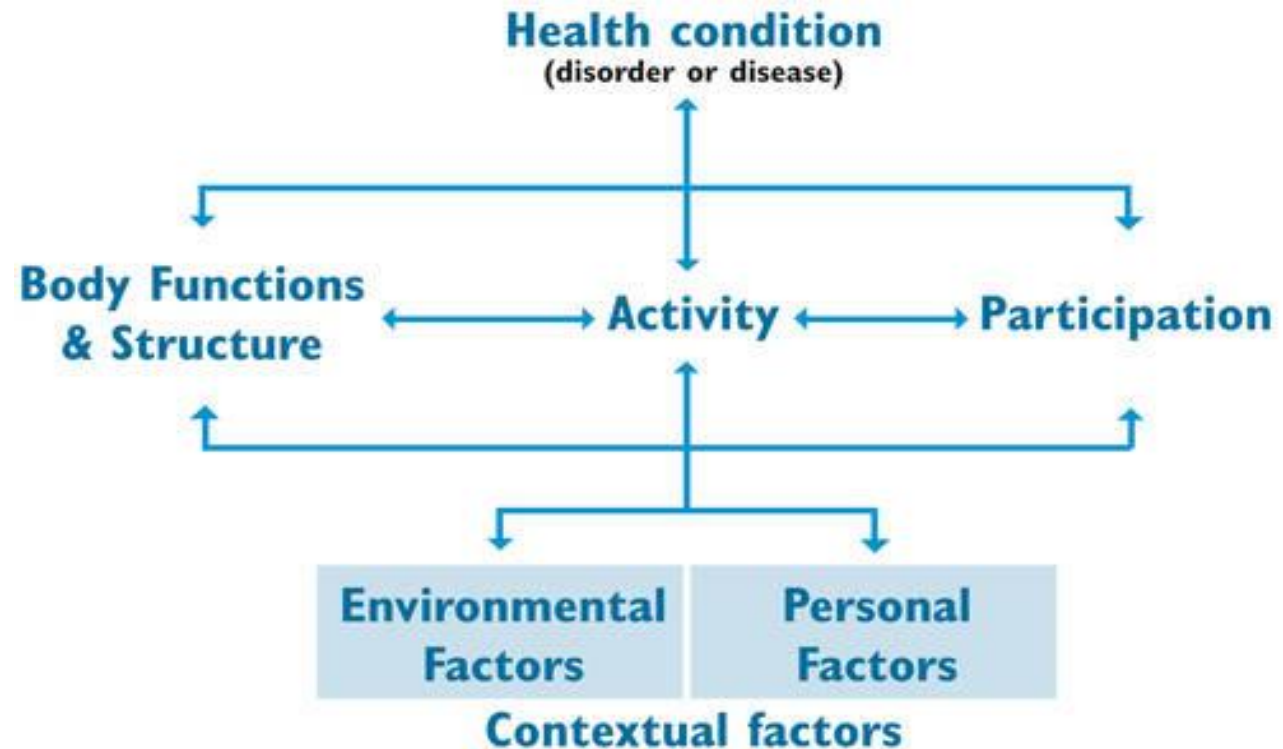 Health condition
(disorder or disease)
Body Functions
& Structure
Activity
Participation
Environmental
Factors
Personal
Factors
Contextual factors